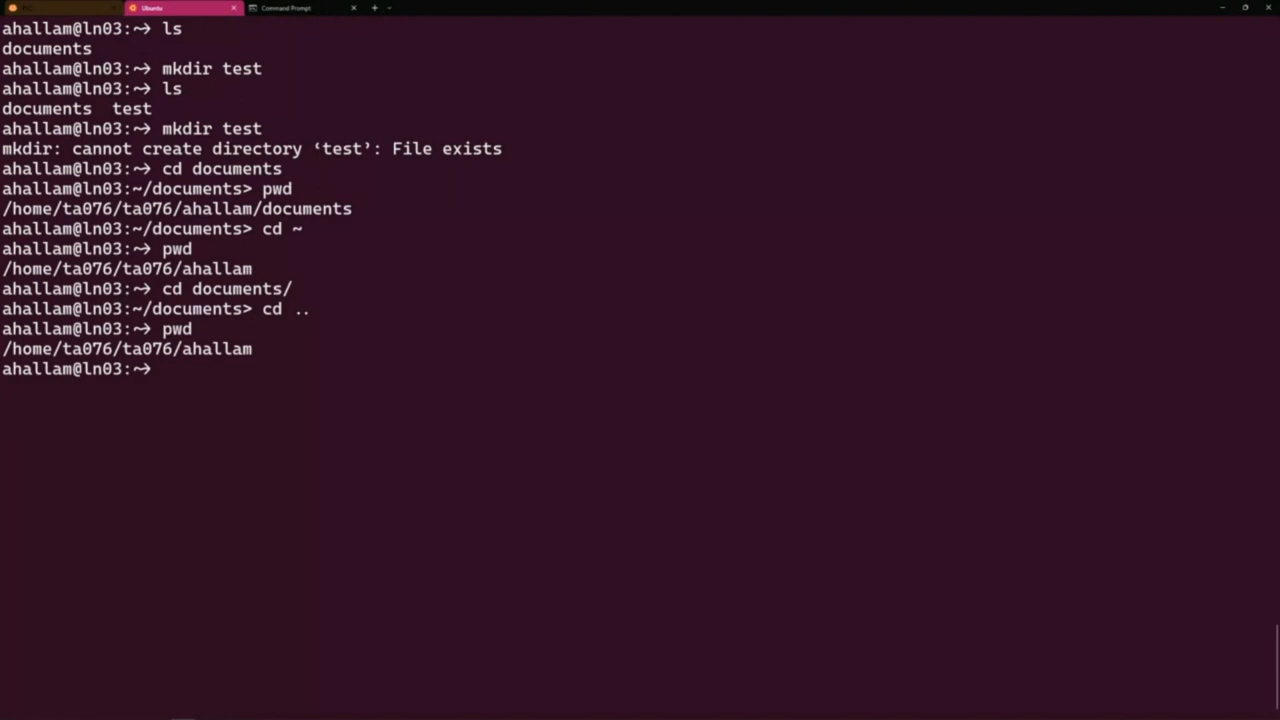 Ubuntu
Command Prompt
ahallam@ln03:~> ls
documents
ahallam@ln03:~> mkdir test
ahallam@ln03:~> ls
documents  test
ahallam@ln03:~> mkdir test
mkdir: cannot create directory ‘test’: File exists
ahallam@ln03:~> cd documents
ahallam@ln03:~/documents> pwd
/home/ta076/ta076/ahallam/documents
ahallam@ln03:~/documents> cd ~
ahallam@ln03:~> pwd
/home/ta076/ta076/ahallam
ahallam@ln03:~> cd documents/
ahallam@ln03:~/documents> cd ..
ahallam@ln03:~> pwd
/home/ta076/ta076/ahallam
ahallam@ln03:~>